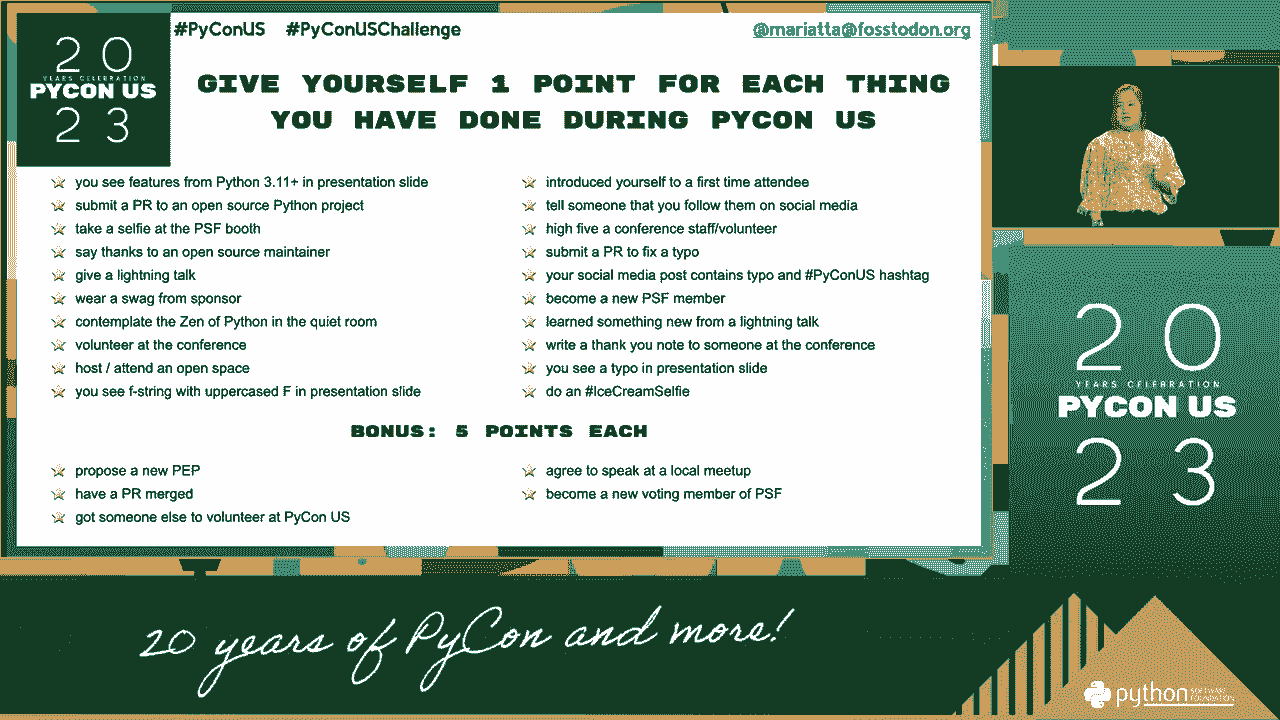 #PyConUS #PyConUSChallenge
@mariatta@fosstodon.org
20
YEARS CELEBRATION
PYCON US
23
GIVE YOURSELF 1 POINT FOR EACH THING
YOU HAVE DONE DURING PYCON US
you see features from Python 3.11+ in presentation slide
submit a PR to an open source Python project
take a selfie at the PSF booth
say thanks to an open source maintainer
give a lightning talk
wear a swag from sponsor
contemplate the Zen of Python in the quiet room
volunteer at the conference
host / attend an open space
you see f-string with uppercased F in presentation slide
introduced yourself to a first time attendee
tell someone that you follow them on social media
high five a conference staff/volunteer
submit a PR to fix a typo
your social media post contains typo and #PyConUS hashtag
become a new PSF member
learned something new from a lightning talk
write a thank you note to someone at the conference
you see a typo in presentation slide
do an #IceCreamSelfie
BONUS: 5 POINTS EACH
propose a new PEP
have a PR merged
got someone else to volunteer at PyCon US
agree to speak at a local meetup
become a new voting member of PSF
20
YEARS CELEBRATION
PYCON US
23
20 years of PyCon and more!
python SOFTWARE
FOUNDATION